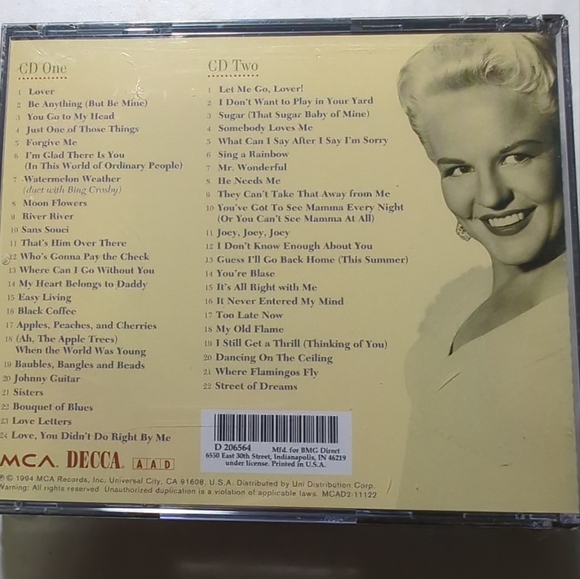 CD One
1 Lover
2 Be Anything (But Be Mine)
3 You Go to My Head
4 Just One of Those Things
5 Forgive Me
6 I'm Glad There Is You
(In This World of Ordinary People)
7 Watermelon Weather
(duet with Bing Crosby)
8 Moon Flowers
9 River River
10 Sans Souci
11 That's Him Over There
12 Who's Gonna Pay the Check
13 Where Can I Go Without You
14 My Heart Belongs to Daddy
15 Easy Living
16 Black Coffee
17 Apples, Peaches, and Cherries
18 (Ah, The Apple Trees)
When the World Was Young
19 Baubles, Bangles and Beads
20 Johnny Guitar
21 Sisters
22 Bouquet of Blues
23 Love Letters
24 Love, You Didn't Do Right By Me
CD Two
1 Let Me Go, Lover!
2 I Don't Want to Play in Your Yard
3 Sugar (That Sugar Baby of Mine)
4 Somebody Loves Me
5 What Can I Say After I Say I'm Sorry
6 Sing a Rainbow
7 Mr. Wonderful
8 He Needs Me
9 They Can't Take That Away from Me
10 You've Got To See Mamma Every Night
(Or You Can't See Mamma At All)
11 Joey, Joey, Joey
12 I Don't Know Enough About You
13 Guess I'll Go Back Home (This Summer)
14 You're Blase
15 It's All Right with Me
16 It Never Entered My Mind
17 Too Late Now
18 My Old Flame
19 I Still Get a Thrill (Thinking of You)
20 Dancing On the Ceiling
21 Where Flamingos Fly
22 Street of Dreams
D 206564 Mfd. for BMG Direct
6550 East 30th Street, Indianapolis, IN 46219
under license. Printed in U.S.A.
MCA. DECCA. AAD
℗ © 1994 MCA Records, Inc. Universal City, CA 91608, U.S.A. Distributed by Uni Distribution Corp.
Warning: All rights reserved. Unauthorized duplication is a violation of applicable laws. MCAD2-11122